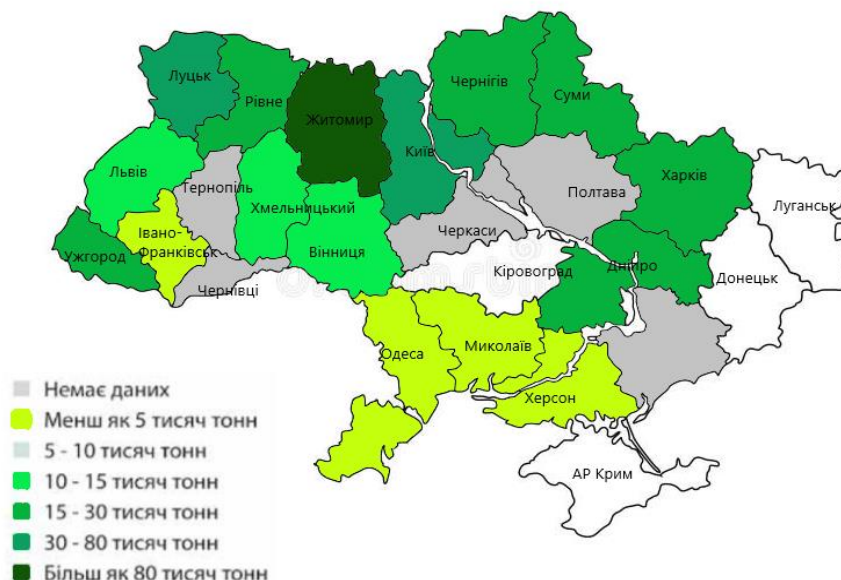 Луцьк
Рівне
Житомир
Київ
Чернігів
Суми
Львів
Тернопіль
Хмельницький
Вінниця
Черкаси
Полтава
Харків
Луганськ
Ужгород
Івано-
Франківськ
Чернівці
Кіровоград
Дніпро
Донецьк
Одеса
Миколаїв
Херсон
АР Крим
Немає даних
Менш як 5 тисяч тонн
5 - 10 тисяч тонн
10 - 15 тисяч тонн
15 - 30 тисяч тонн
30 - 80 тисяч тонн
Більш як 80 тисяч тонн